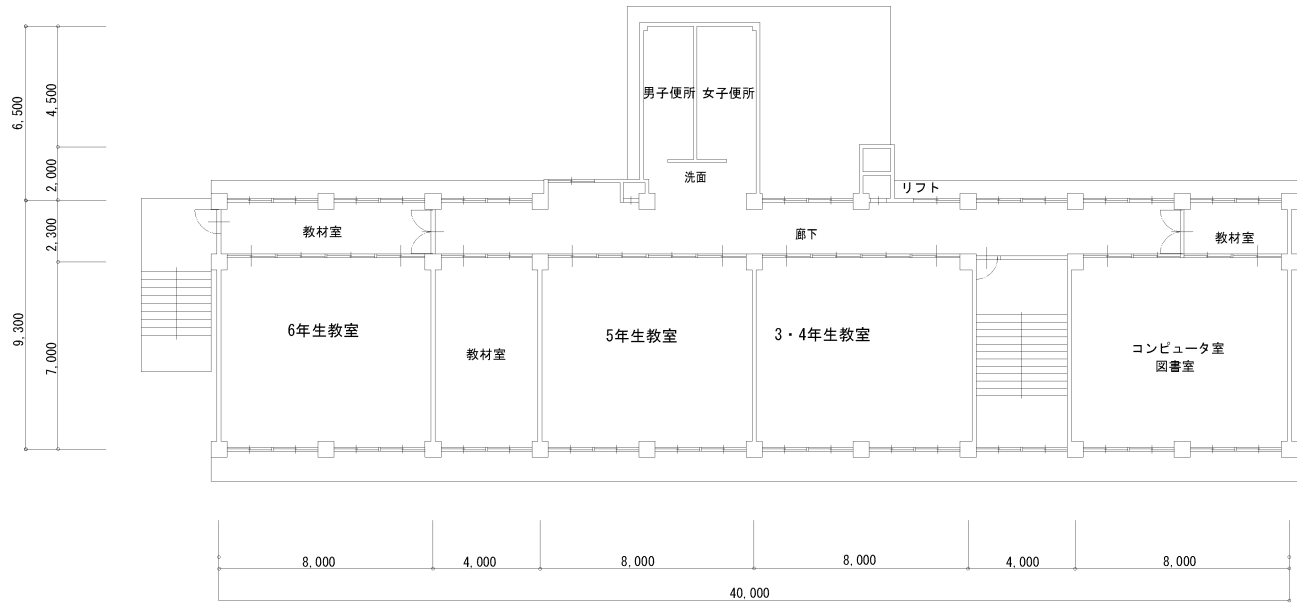 男子便所
女子便所
洗面
リフト
教材室
廊下
教材室
6年生教室
教材室
5年生教室
3・4年生教室
コンピュータ室
図書室
6,500
4,500
2,000
2,300
9,300
7,000
8,000
4,000
8,000
8,000
4,000
8,000
40,000